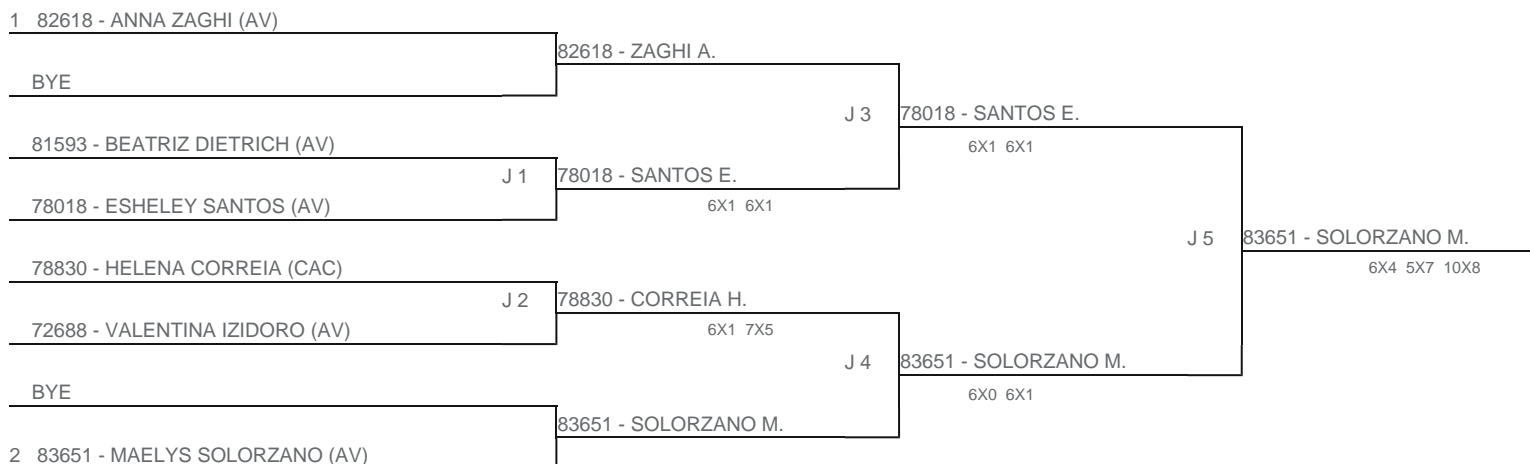 1 82618 - ANNA ZAGHI (AV)
82618 - ZAGHI A.
BYE
J 3
78018 - SANTOS E.
81593 - BEATRIZ DIETRICH (AV)
6X1 6X1
J 1
78018 - SANTOS E.
78018 - ESHELEY SANTOS (AV)
6X1 6X1
J 5
83651 - SOLORZANO M.
78830 - HELENA CORREIA (CAC)
6X4 5X7 10X8
J 2
78830 - CORREIA H.
72688 - VALENTINA IZIDORO (AV)
6X1 7X5
J 4
83651 - SOLORZANO M.
BYE
6X0 6X1
83651 - SOLORZANO M.
2 83651 - MAELYS SOLORZANO (AV)